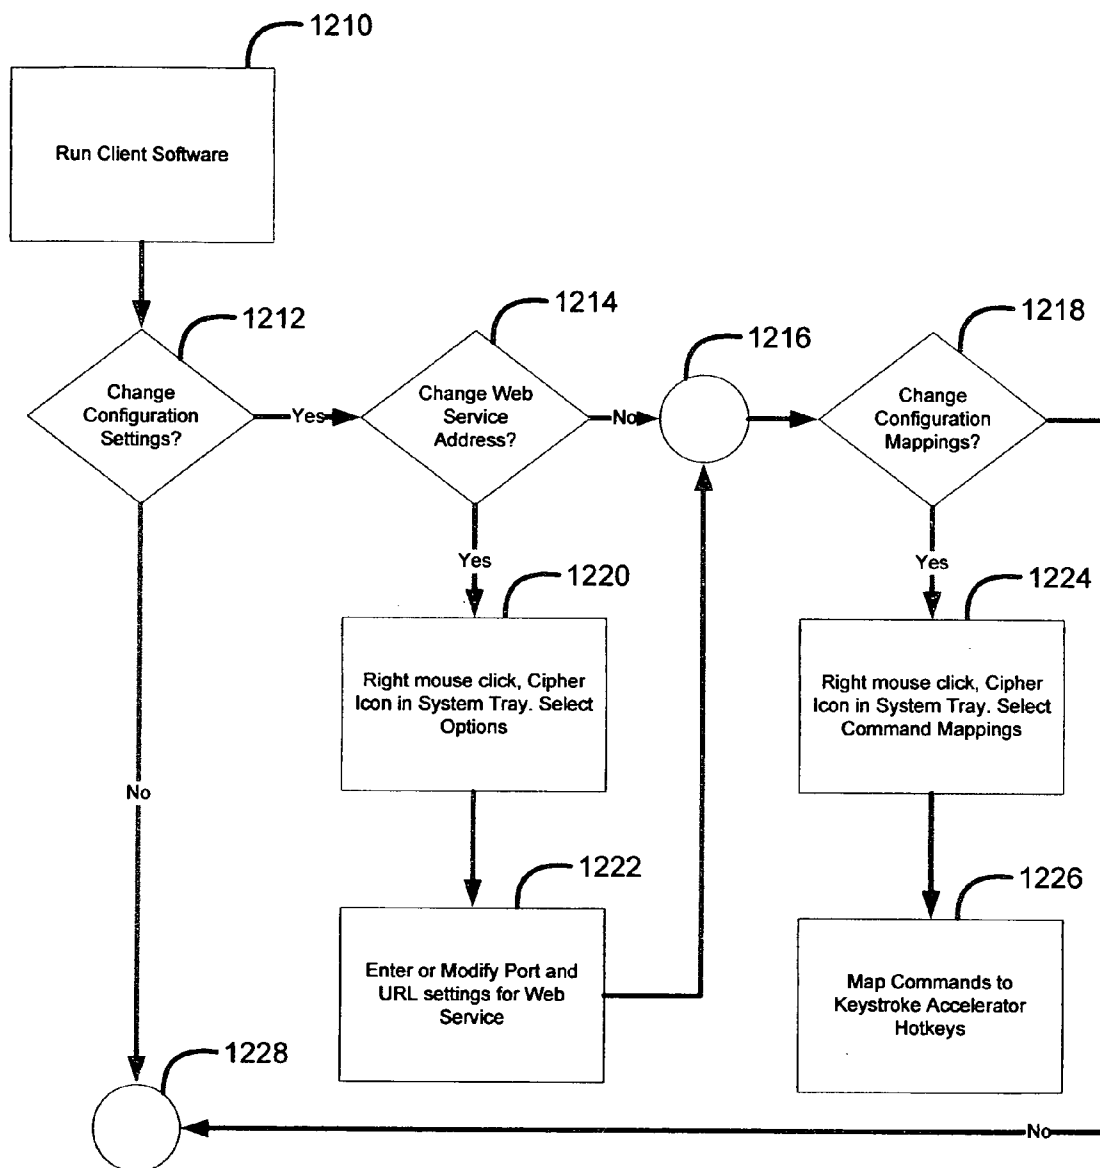 1210
Run Client Software
1212
Change
Configuration
Settings?
Yes
1214
Change Web
Service
Address?
No
1216
1218
Change
Configuration
Mappings?
Yes
1220
Right mouse click, Cipher
Icon in System Tray. Select
Options
Yes
1224
Right mouse click, Cipher
Icon in System Tray. Select
Command Mappings
No
1222
Enter or Modify Port and
URL settings for Web
Service
1226
Map Commands to
Keystroke Accelerator
Hotkeys
1228
No